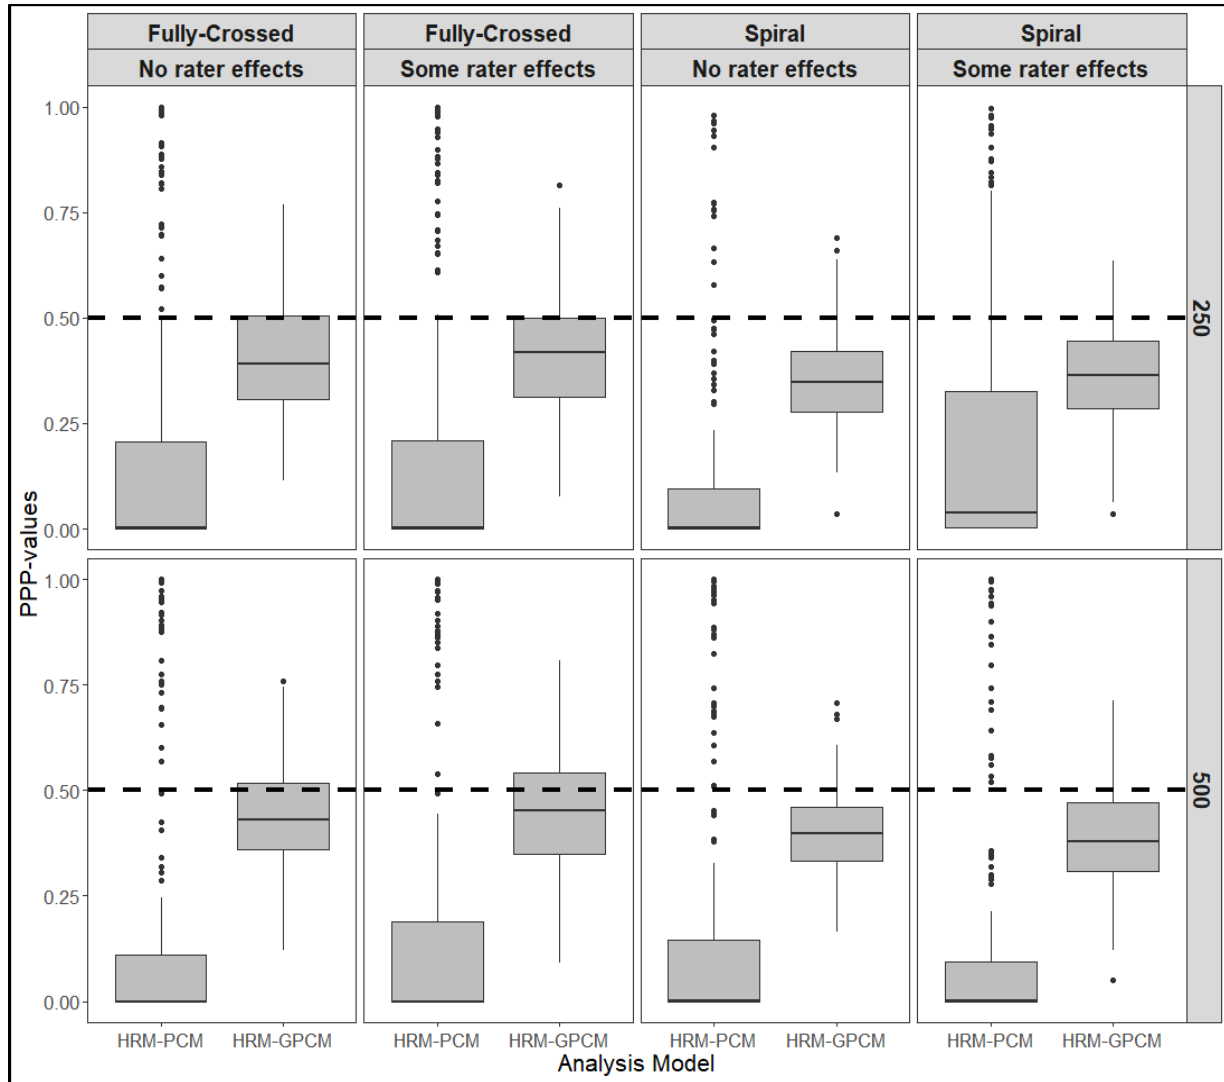 Fully-Crossed Fully-Crossed Spiral Spiral
No rater effects Some rater effects No rater effects Some rater effects
1.00
0.75
0.50
0.25
0.00
250
PPP-values
1.00
0.75
0.50
0.25
0.00
500
HRM-PCM HRM-GPCM HRM-PCM HRM-GPCM HRM-PCM HRM-GPCM HRM-PCM HRM-GPCM
Analysis Model